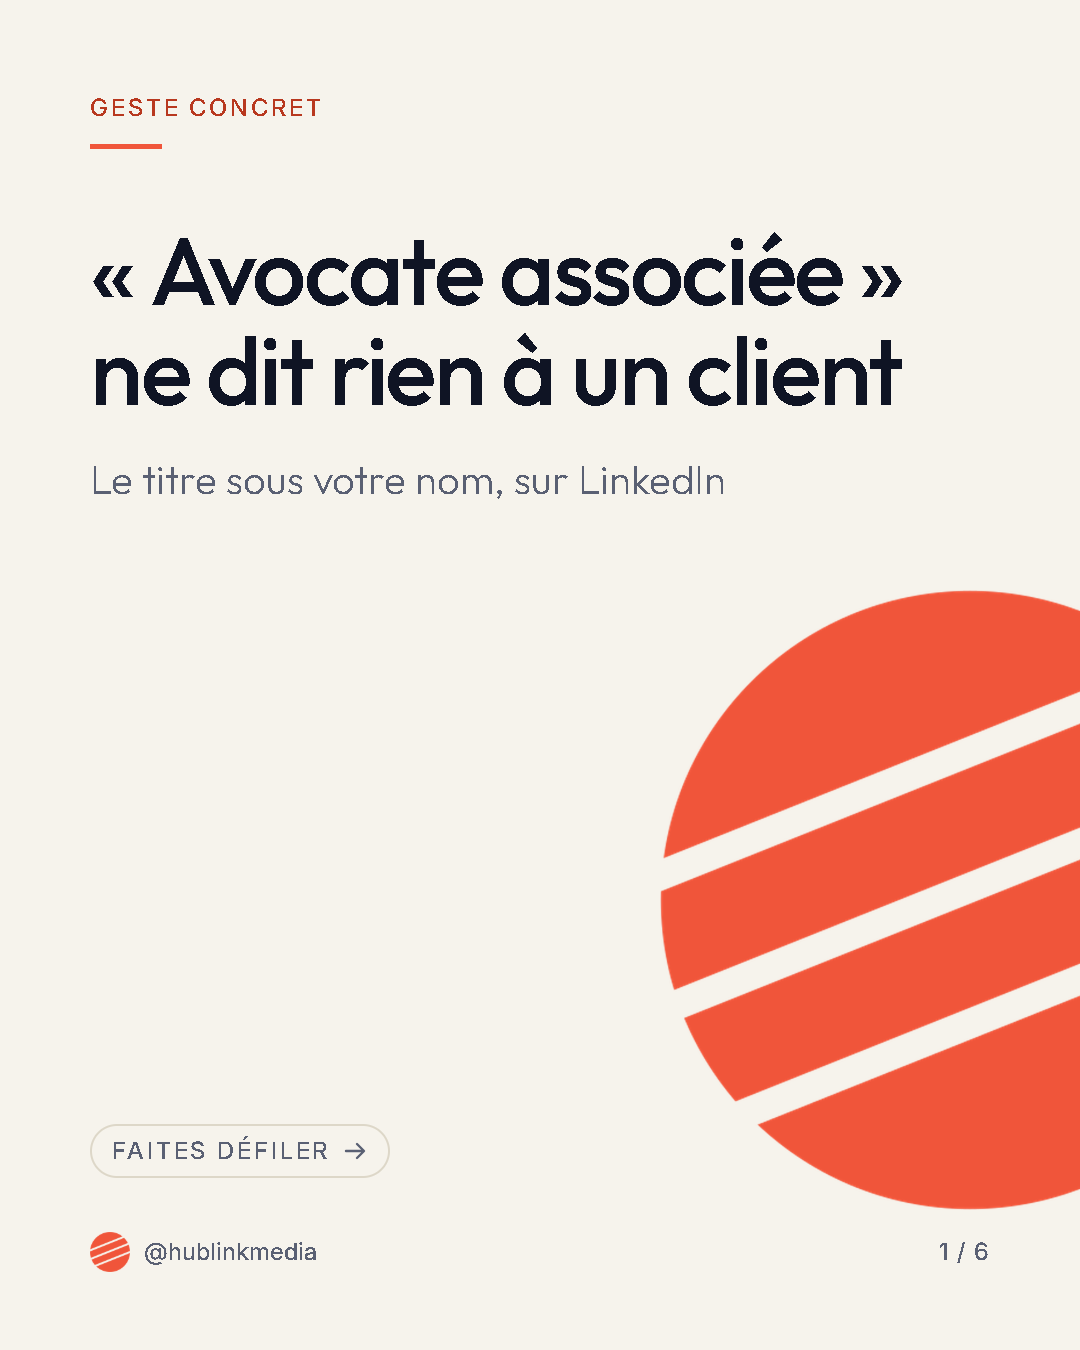 GESTE CONCRET
« Avocate associée »
ne dit rien à un client
Le titre sous votre nom, sur LinkedIn
FAITES DÉFILER →
@hublinkmedia
1 / 6